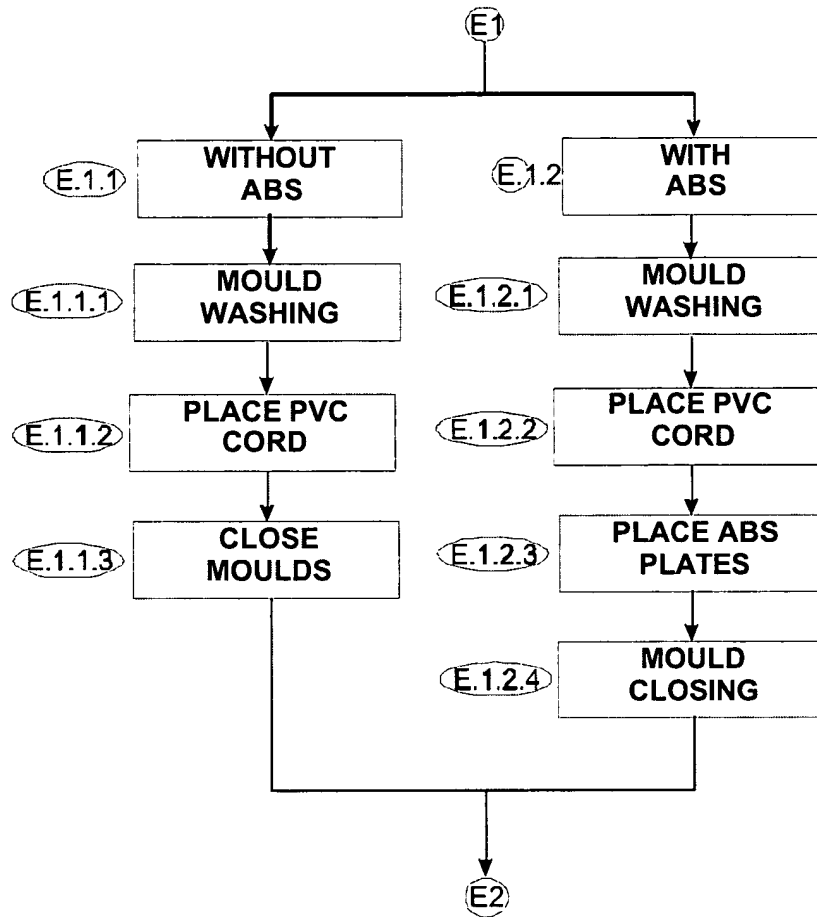 E1
WITHOUT
ABS
E.1.1
WITH
ABS
E.1.2
MOULD
WASHING
E.1.1.1
MOULD
WASHING
E.1.2.1
PLACE PVC
CORD
E.1.1.2
PLACE PVC
CORD
E.1.2.2
CLOSE
MOULDS
E.1.1.3
PLACE ABS
PLATES
E.1.2.3
MOULD
CLOSING
E.1.2.4
E2